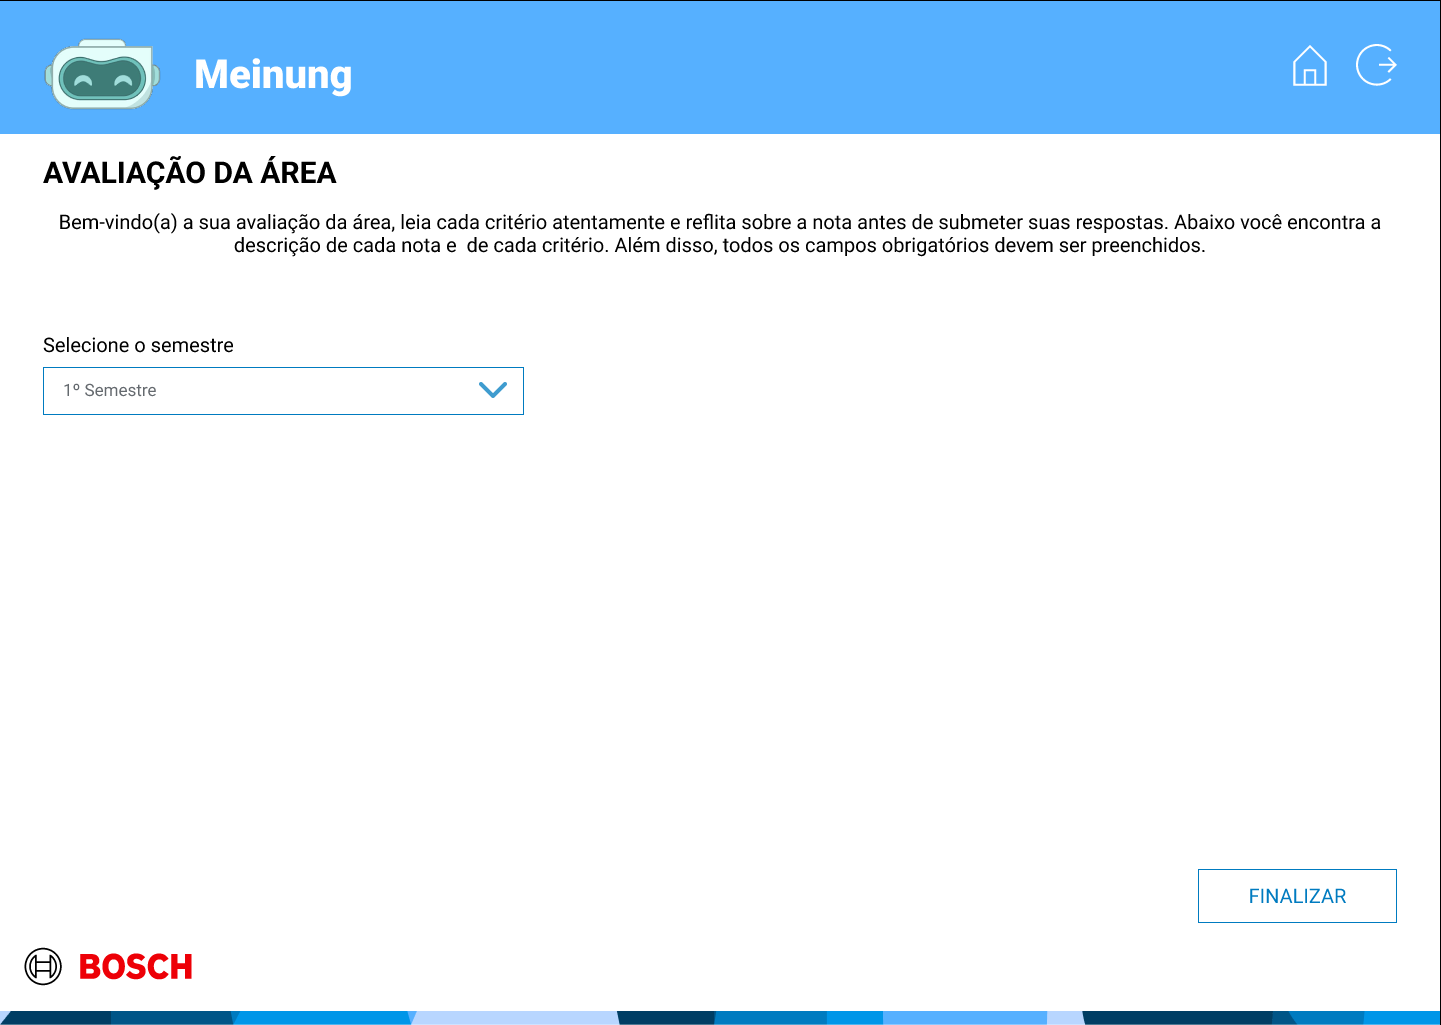 Meinung
AVALIAÇÃO DA ÁREA
Bem-vindo(a) a sua avaliação da área, leia cada critério atentamente e reflita sobre a nota antes de submeter suas respostas. Abaixo você encontra a
descrição de cada nota e  de cada critério. Além disso, todos os campos obrigatórios devem ser preenchidos.
Selecione o semestre
1º Semestre
FINALIZAR
BOSCH